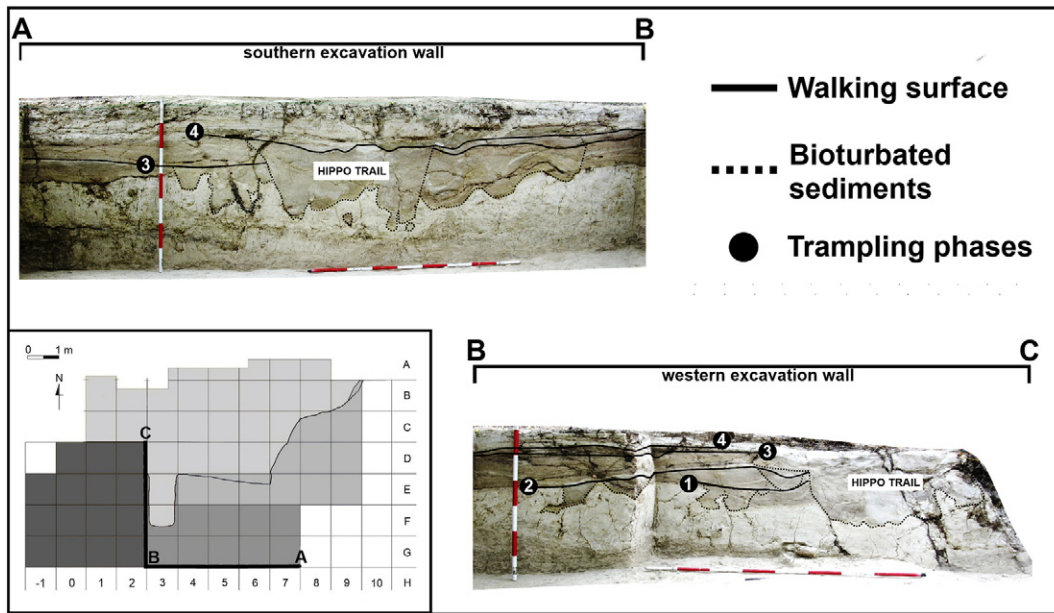 A
B
southern excavation wall
4
3
HIPPO TRAIL
Walking surface
Bioturbated
sediments
Trampling phases
0 1 m
N
A
B
C
D
E
F
G
H
C
B
A
-1 0 1 2 3 4 5 6 7 8 9 10
B
C
western excavation wall
4
3
2
1
HIPPO TRAIL